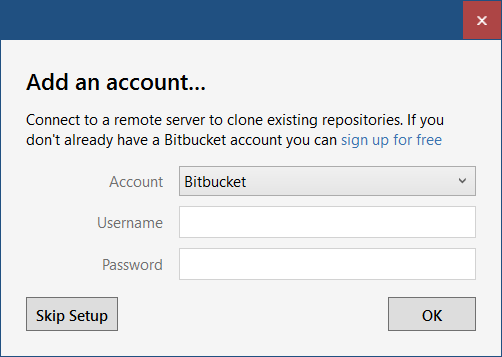 Add an account...
Connect to a remote server to clone existing repositories. If you
don't already have a Bitbucket account you can sign up for free
Account Bitbucket
Username
Password
Skip Setup OK